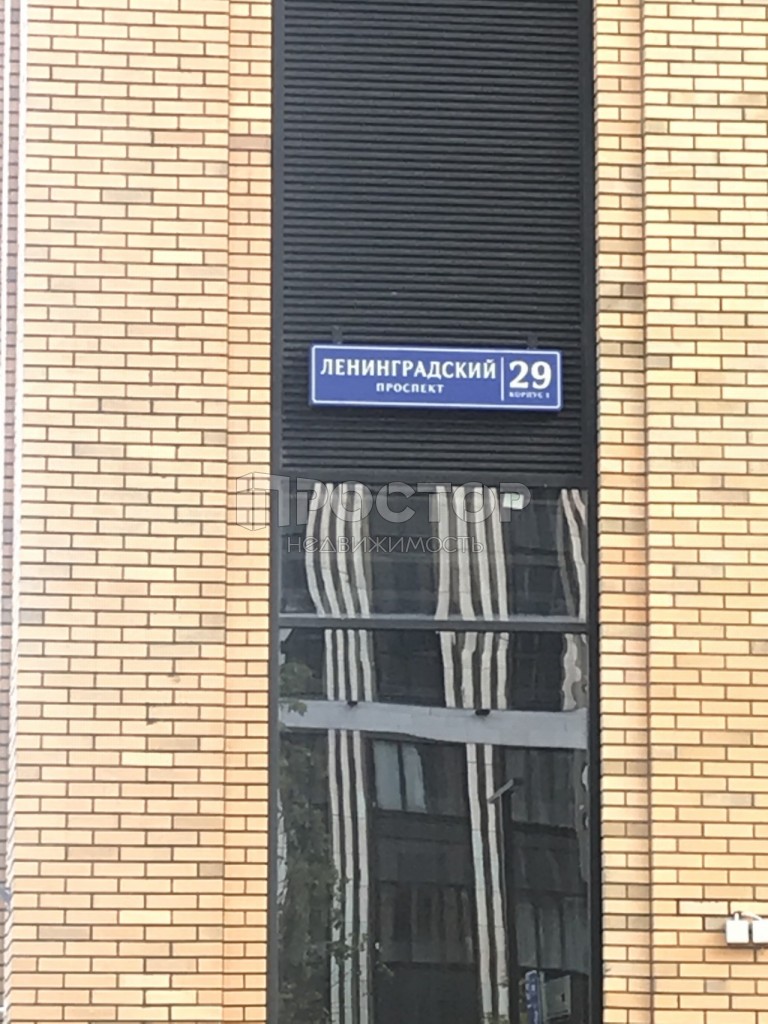 ЛЕНИНГРАДСКИЙ
ПРОСПЕКТ
29
КОРПУС 1
ПРОСТОР
недвижимость